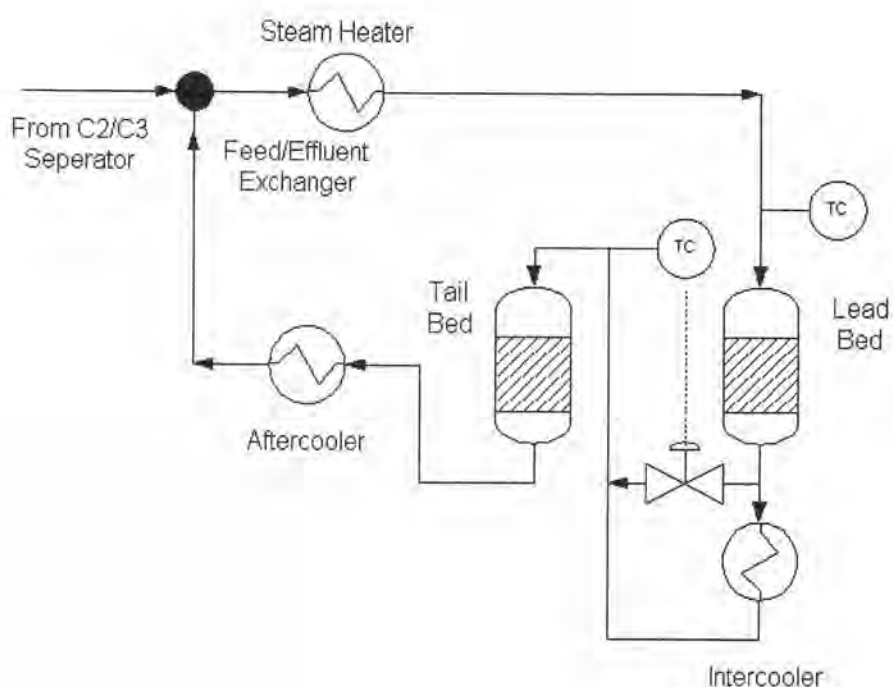 Steam Heater
From C2/C3
Seperator
Feed/Effluent
Exchanger
TC
TC
Tail
Bed
Lead
Bed
Aftercooler
Intercooler